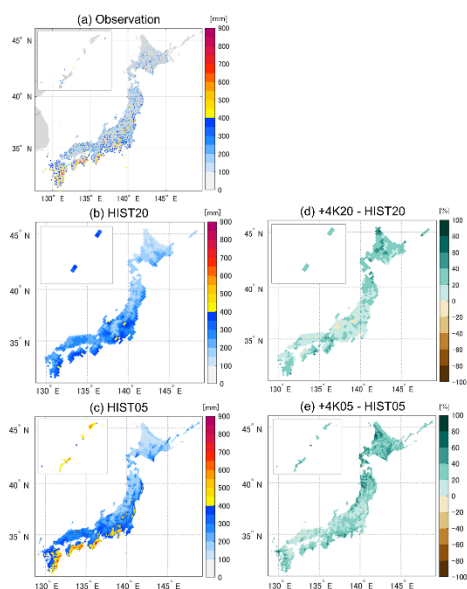 (a) Observation
[mm]
45° N
40° N
35° N
130° E 135° E 140° E 145° E
900
800
700
600
500
400
300
200
100
0
(b) HIST20
[mm]
45° N
40° N
35° N
130° E 135° E 140° E 145° E
900
800
700
600
500
400
300
200
100
0
(d) +4K20 - HIST20
[%]
45° N
40° N
35° N
130° E 135° E 140° E 145° E
100
80
60
40
20
0
-20
-40
-60
-80
-100
(c) HIST05
[mm]
45° N
40° N
35° N
130° E 135° E 140° E 145° E
900
800
700
600
500
400
300
200
100
0
(e) +4K05 - HIST05
[%]
45° N
40° N
35° N
130° E 135° E 140° E 145° E
100
80
60
40
20
0
-20
-40
-60
-80
-100